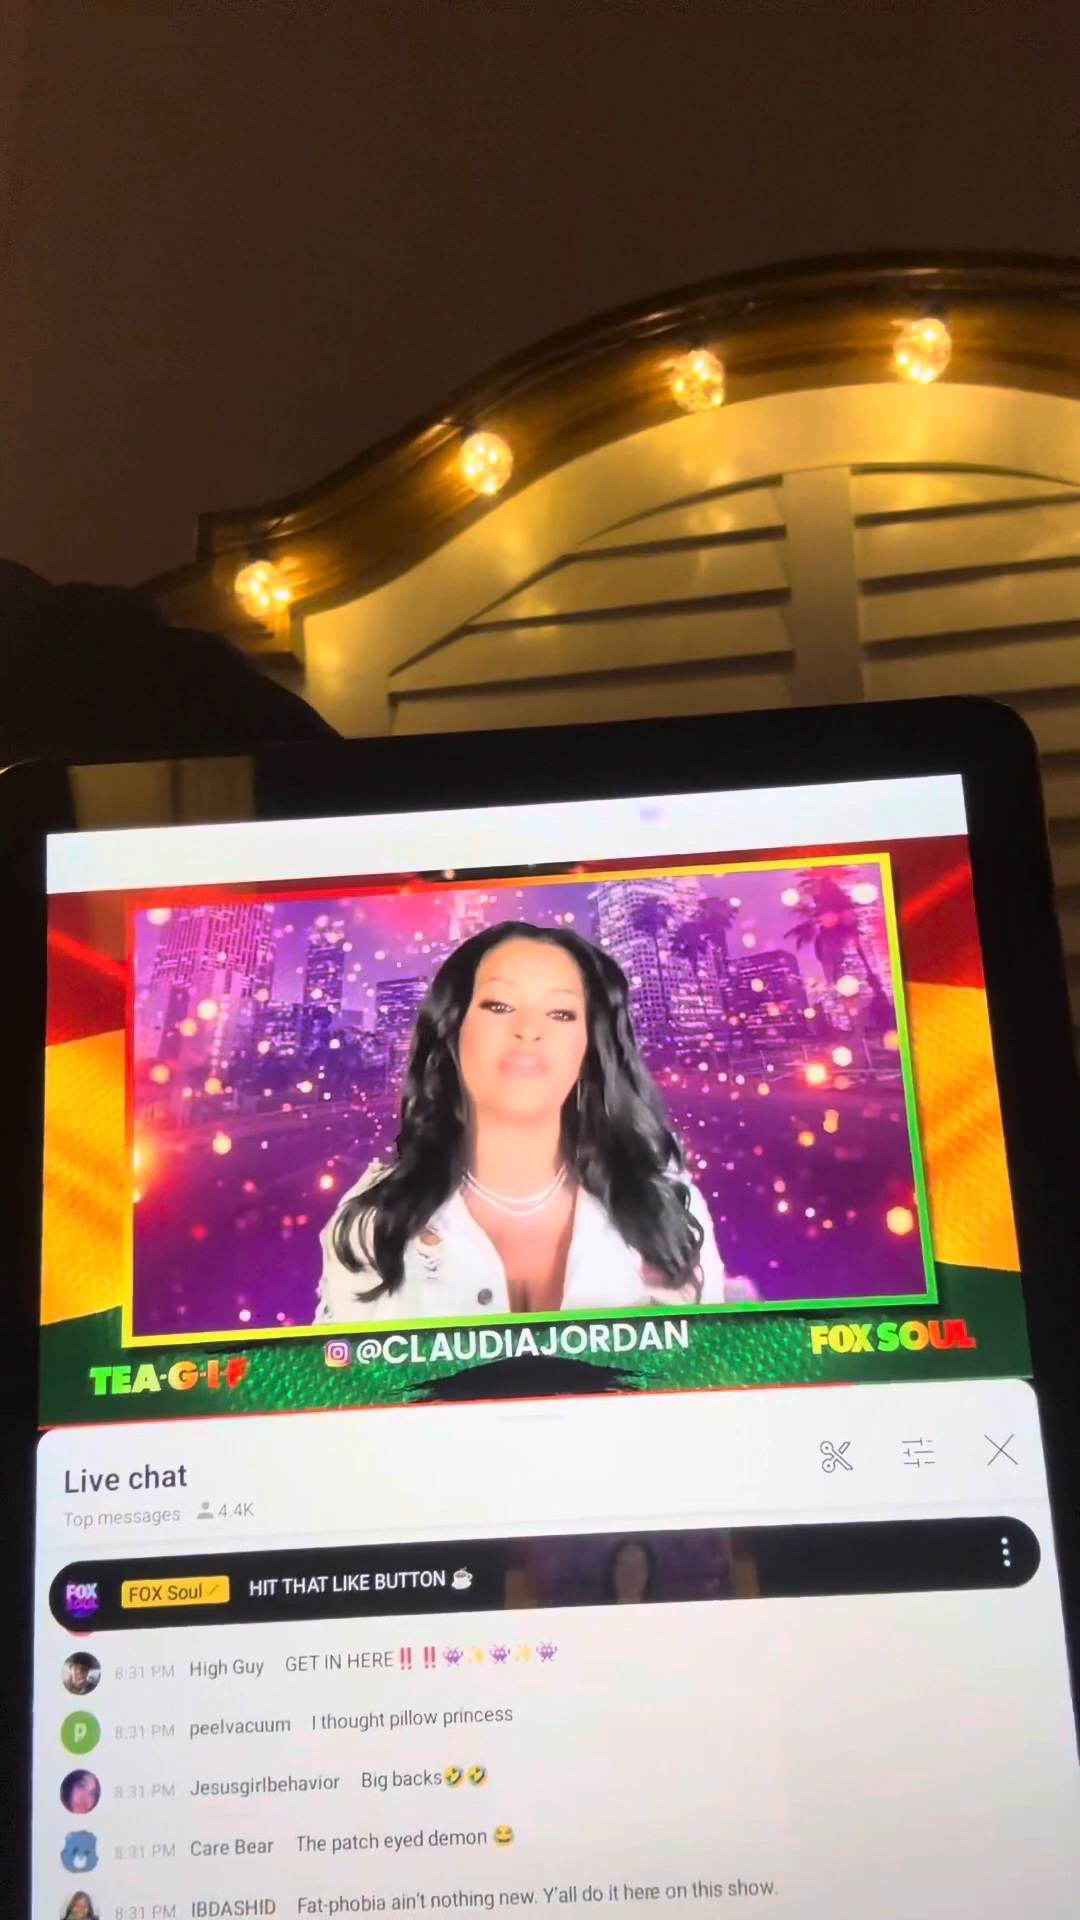 @CLAUDIAJORDAN
TEA-G-I-F
FOX SOUL
Live chat
Top messages 4.4K
FOX SOUL FOX Soul HIT THAT LIKE BUTTON ☕
8:31 PM High Guy GET IN HERE‼️ ‼️👾✨👾✨👾
P 8:31 PM peelvacuum I thought pillow princess
8:31 PM Jesusgirlbehavior Big backs🤣🤣
8:31 PM Care Bear The patch eyed demon 😂
8:31 PM IBDASHID Fat-phobia ain't nothing new. Y'all do it here on this show.